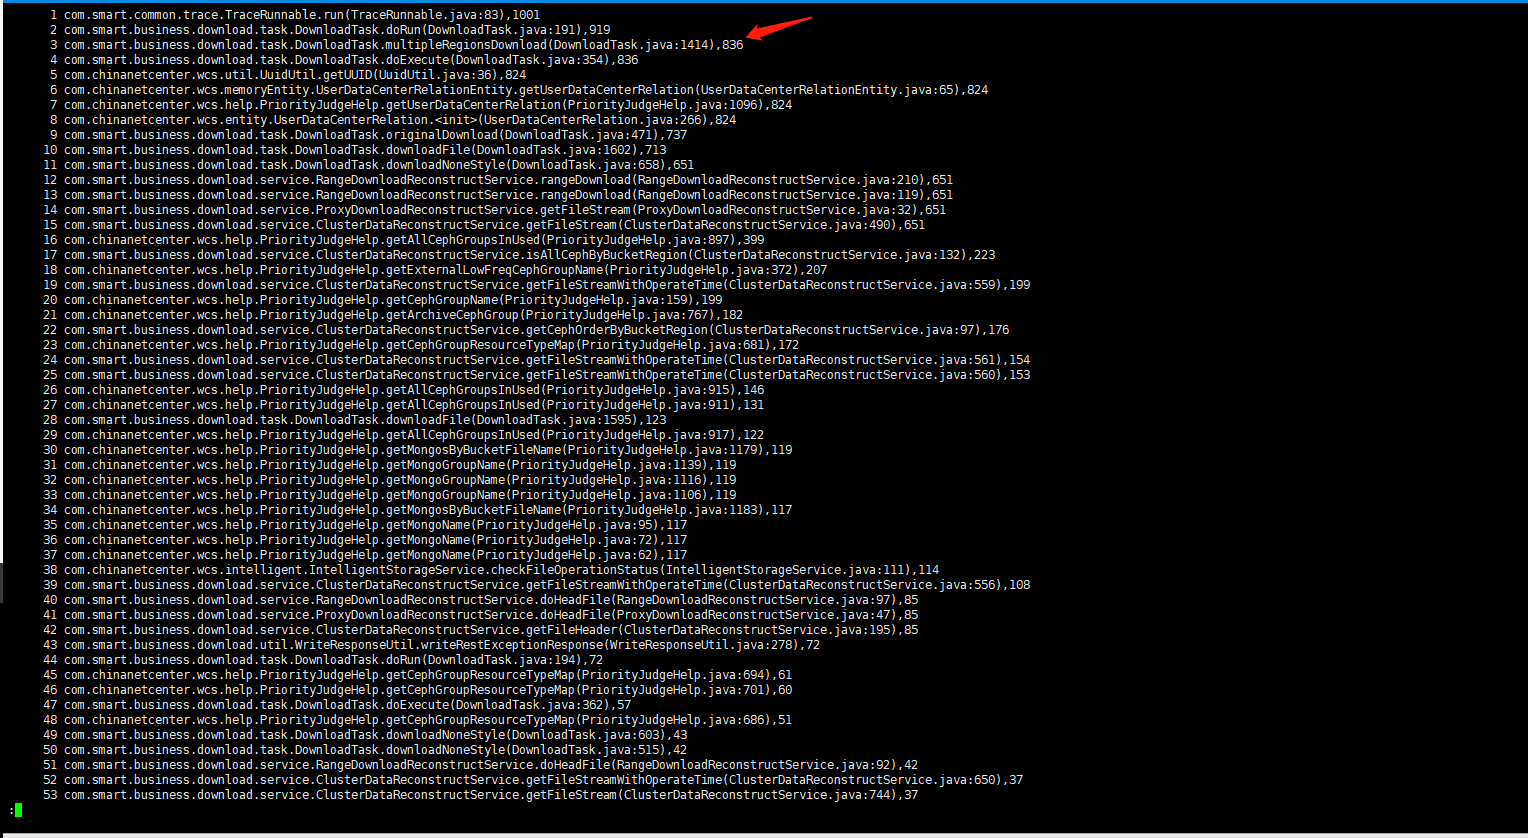 1 com.smart.common.trace.TraceRunnable.run(TraceRunnable.java:83),1001
2 com.smart.business.download.task.DownloadTask.doRun(DownloadTask.java:191),919
3 com.smart.business.download.task.DownloadTask.multipleRegionsDownload(DownloadTask.java:1414),836
4 com.smart.business.download.task.DownloadTask.doExecute(DownloadTask.java:354),836
5 com.chinanetcenter.wcs.util.UuidUtil.getUUID(UuidUtil.java:36),824
6 com.chinanetcenter.wcs.memoryEntity.UserDataCenterRelationEntity.getUserDataCenterRelation(UserDataCenterRelationEntity.java:65),824
7 com.chinanetcenter.wcs.help.PriorityJudgeHelp.getUserDataCenterRelation(PriorityJudgeHelp.java:1096),824
8 com.chinanetcenter.wcs.entity.UserDataCenterRelation.<init>(UserDataCenterRelation.java:266),824
9 com.smart.business.download.task.DownloadTask.originalDownload(DownloadTask.java:471),737
10 com.smart.business.download.task.DownloadTask.downloadFile(DownloadTask.java:1602),713
11 com.smart.business.download.task.DownloadTask.downloadNoneStyle(DownloadTask.java:658),651
12 com.smart.business.download.service.RangeDownloadReconstructService.rangeDownload(RangeDownloadReconstructService.java:210),651
13 com.smart.business.download.service.RangeDownloadReconstructService.rangeDownload(RangeDownloadReconstructService.java:119),651
14 com.smart.business.download.service.ProxyDownloadReconstructService.getFileStream(ProxyDownloadReconstructService.java:32),651
15 com.smart.business.download.service.ClusterDataReconstructService.getFileStream(ClusterDataReconstructService.java:490),651
16 com.chinanetcenter.wcs.help.PriorityJudgeHelp.getAllCephGroupsInUsed(PriorityJudgeHelp.java:897),399
17 com.smart.business.download.service.ClusterDataReconstructService.isAllCephByBucketRegion(ClusterDataReconstructService.java:132),223
18 com.chinanetcenter.wcs.help.PriorityJudgeHelp.getExternalLowFreqCephGroupName(PriorityJudgeHelp.java:372),207
19 com.smart.business.download.service.ClusterDataReconstructService.getFileStreamWithOperateTime(ClusterDataReconstructService.java:559),199
20 com.chinanetcenter.wcs.help.PriorityJudgeHelp.getCephGroupName(PriorityJudgeHelp.java:159),199
21 com.chinanetcenter.wcs.help.PriorityJudgeHelp.getArchiveCephGroup(PriorityJudgeHelp.java:767),182
22 com.smart.business.download.service.ClusterDataReconstructService.getCephOrderByBucketRegion(ClusterDataReconstructService.java:97),176
23 com.chinanetcenter.wcs.help.PriorityJudgeHelp.getCephGroupResourceTypeMap(PriorityJudgeHelp.java:681),172
24 com.smart.business.download.service.ClusterDataReconstructService.getFileStreamWithOperateTime(ClusterDataReconstructService.java:561),154
25 com.smart.business.download.service.ClusterDataReconstructService.getFileStreamWithOperateTime(ClusterDataReconstructService.java:560),153
26 com.chinanetcenter.wcs.help.PriorityJudgeHelp.getAllCephGroupsInUsed(PriorityJudgeHelp.java:915),146
27 com.chinanetcenter.wcs.help.PriorityJudgeHelp.getAllCephGroupsInUsed(PriorityJudgeHelp.java:911),131
28 com.smart.business.download.task.DownloadTask.downloadFile(DownloadTask.java:1595),123
29 com.chinanetcenter.wcs.help.PriorityJudgeHelp.getAllCephGroupsInUsed(PriorityJudgeHelp.java:917),122
30 com.chinanetcenter.wcs.help.PriorityJudgeHelp.getMongosByBucketFileName(PriorityJudgeHelp.java:1179),119
31 com.chinanetcenter.wcs.help.PriorityJudgeHelp.getMongoGroupName(PriorityJudgeHelp.java:1139),119
32 com.chinanetcenter.wcs.help.PriorityJudgeHelp.getMongoGroupName(PriorityJudgeHelp.java:1116),119
33 com.chinanetcenter.wcs.help.PriorityJudgeHelp.getMongoGroupName(PriorityJudgeHelp.java:1106),119
34 com.chinanetcenter.wcs.help.PriorityJudgeHelp.getMongosByBucketFileName(PriorityJudgeHelp.java:1183),117
35 com.chinanetcenter.wcs.help.PriorityJudgeHelp.getMongoName(PriorityJudgeHelp.java:95),117
36 com.chinanetcenter.wcs.help.PriorityJudgeHelp.getMongoName(PriorityJudgeHelp.java:72),117
37 com.chinanetcenter.wcs.help.PriorityJudgeHelp.getMongoName(PriorityJudgeHelp.java:62),117
38 com.chinanetcenter.wcs.intelligent.IntelligentStorageService.checkFileOperationStatus(IntelligentStorageService.java:111),114
39 com.smart.business.download.service.ClusterDataReconstructService.getFileStreamWithOperateTime(ClusterDataReconstructService.java:556),108
40 com.smart.business.download.service.RangeDownloadReconstructService.doHeadFile(RangeDownloadReconstructService.java:97),85
41 com.smart.business.download.service.ProxyDownloadReconstructService.doHeadFile(ProxyDownloadReconstructService.java:47),85
42 com.smart.business.download.service.ClusterDataReconstructService.getFileHeader(ClusterDataReconstructService.java:195),85
43 com.smart.business.download.util.WriteResponseUtil.writeRestExceptionResponse(WriteResponseUtil.java:278),72
44 com.smart.business.download.task.DownloadTask.doRun(DownloadTask.java:194),72
45 com.chinanetcenter.wcs.help.PriorityJudgeHelp.getCephGroupResourceTypeMap(PriorityJudgeHelp.java:694),61
46 com.chinanetcenter.wcs.help.PriorityJudgeHelp.getCephGroupResourceTypeMap(PriorityJudgeHelp.java:701),60
47 com.smart.business.download.task.DownloadTask.doExecute(DownloadTask.java:362),57
48 com.chinanetcenter.wcs.help.PriorityJudgeHelp.getCephGroupResourceTypeMap(PriorityJudgeHelp.java:686),51
49 com.smart.business.download.task.DownloadTask.downloadNoneStyle(DownloadTask.java:603),43
50 com.smart.business.download.task.DownloadTask.downloadNoneStyle(DownloadTask.java:515),42
51 com.smart.business.download.service.RangeDownloadReconstructService.doHeadFile(RangeDownloadReconstructService.java:92),42
52 com.smart.business.download.service.ClusterDataReconstructService.getFileStreamWithOperateTime(ClusterDataReconstructService.java:650),37
53 com.smart.business.download.service.ClusterDataReconstructService.getFileStream(ClusterDataReconstructService.java:744),37
: